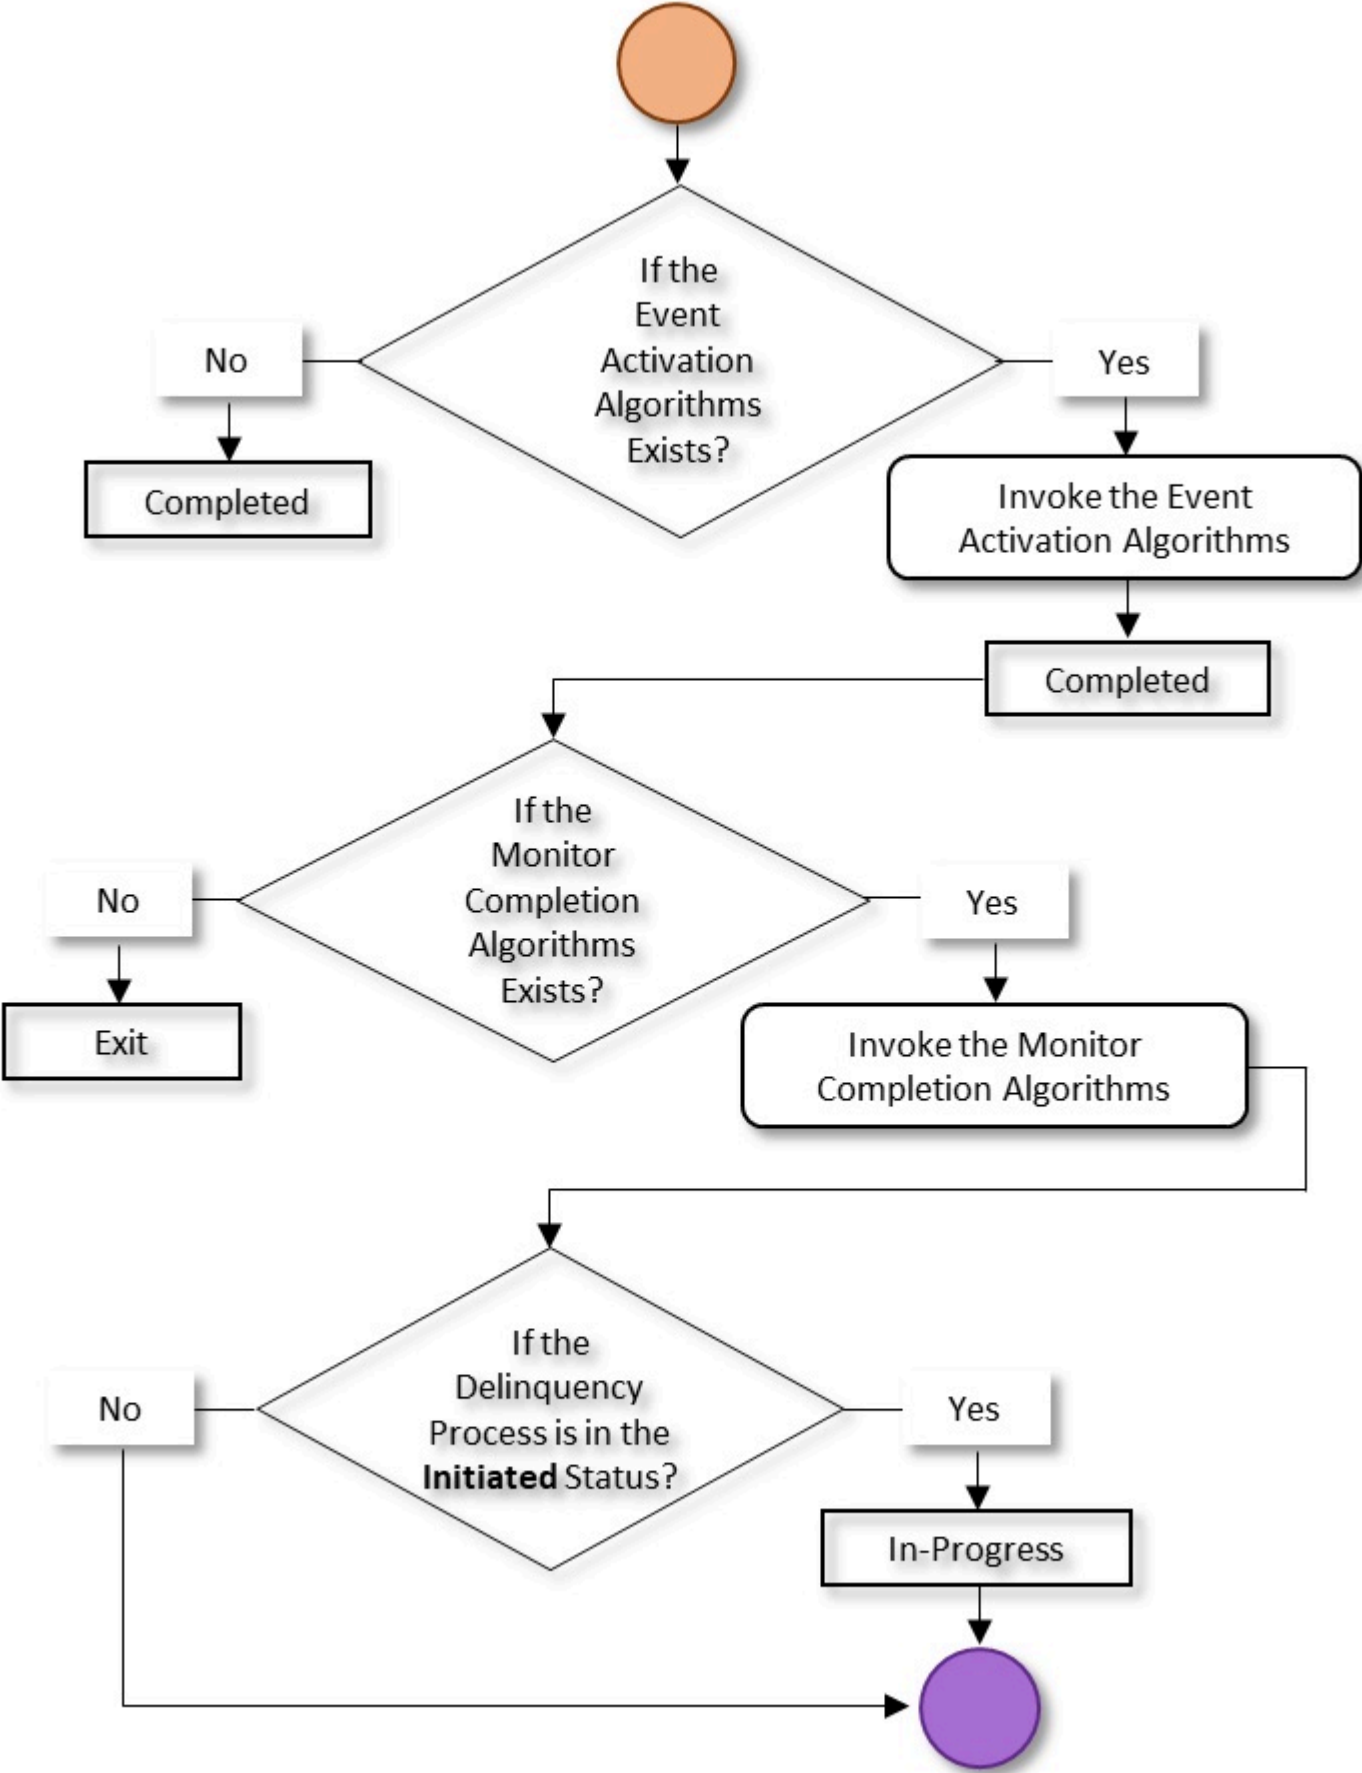 If the
Event
Activation
Algorithms
Exists?
No
Yes
Completed
Invoke the Event
Activation Algorithms
Completed
If the
Monitor
Completion
Algorithms
Exists?
No
Yes
Exit
Invoke the Monitor
Completion Algorithms
If the
Delinquency
Process is in the
Initiated Status?
No
Yes
In-Progress